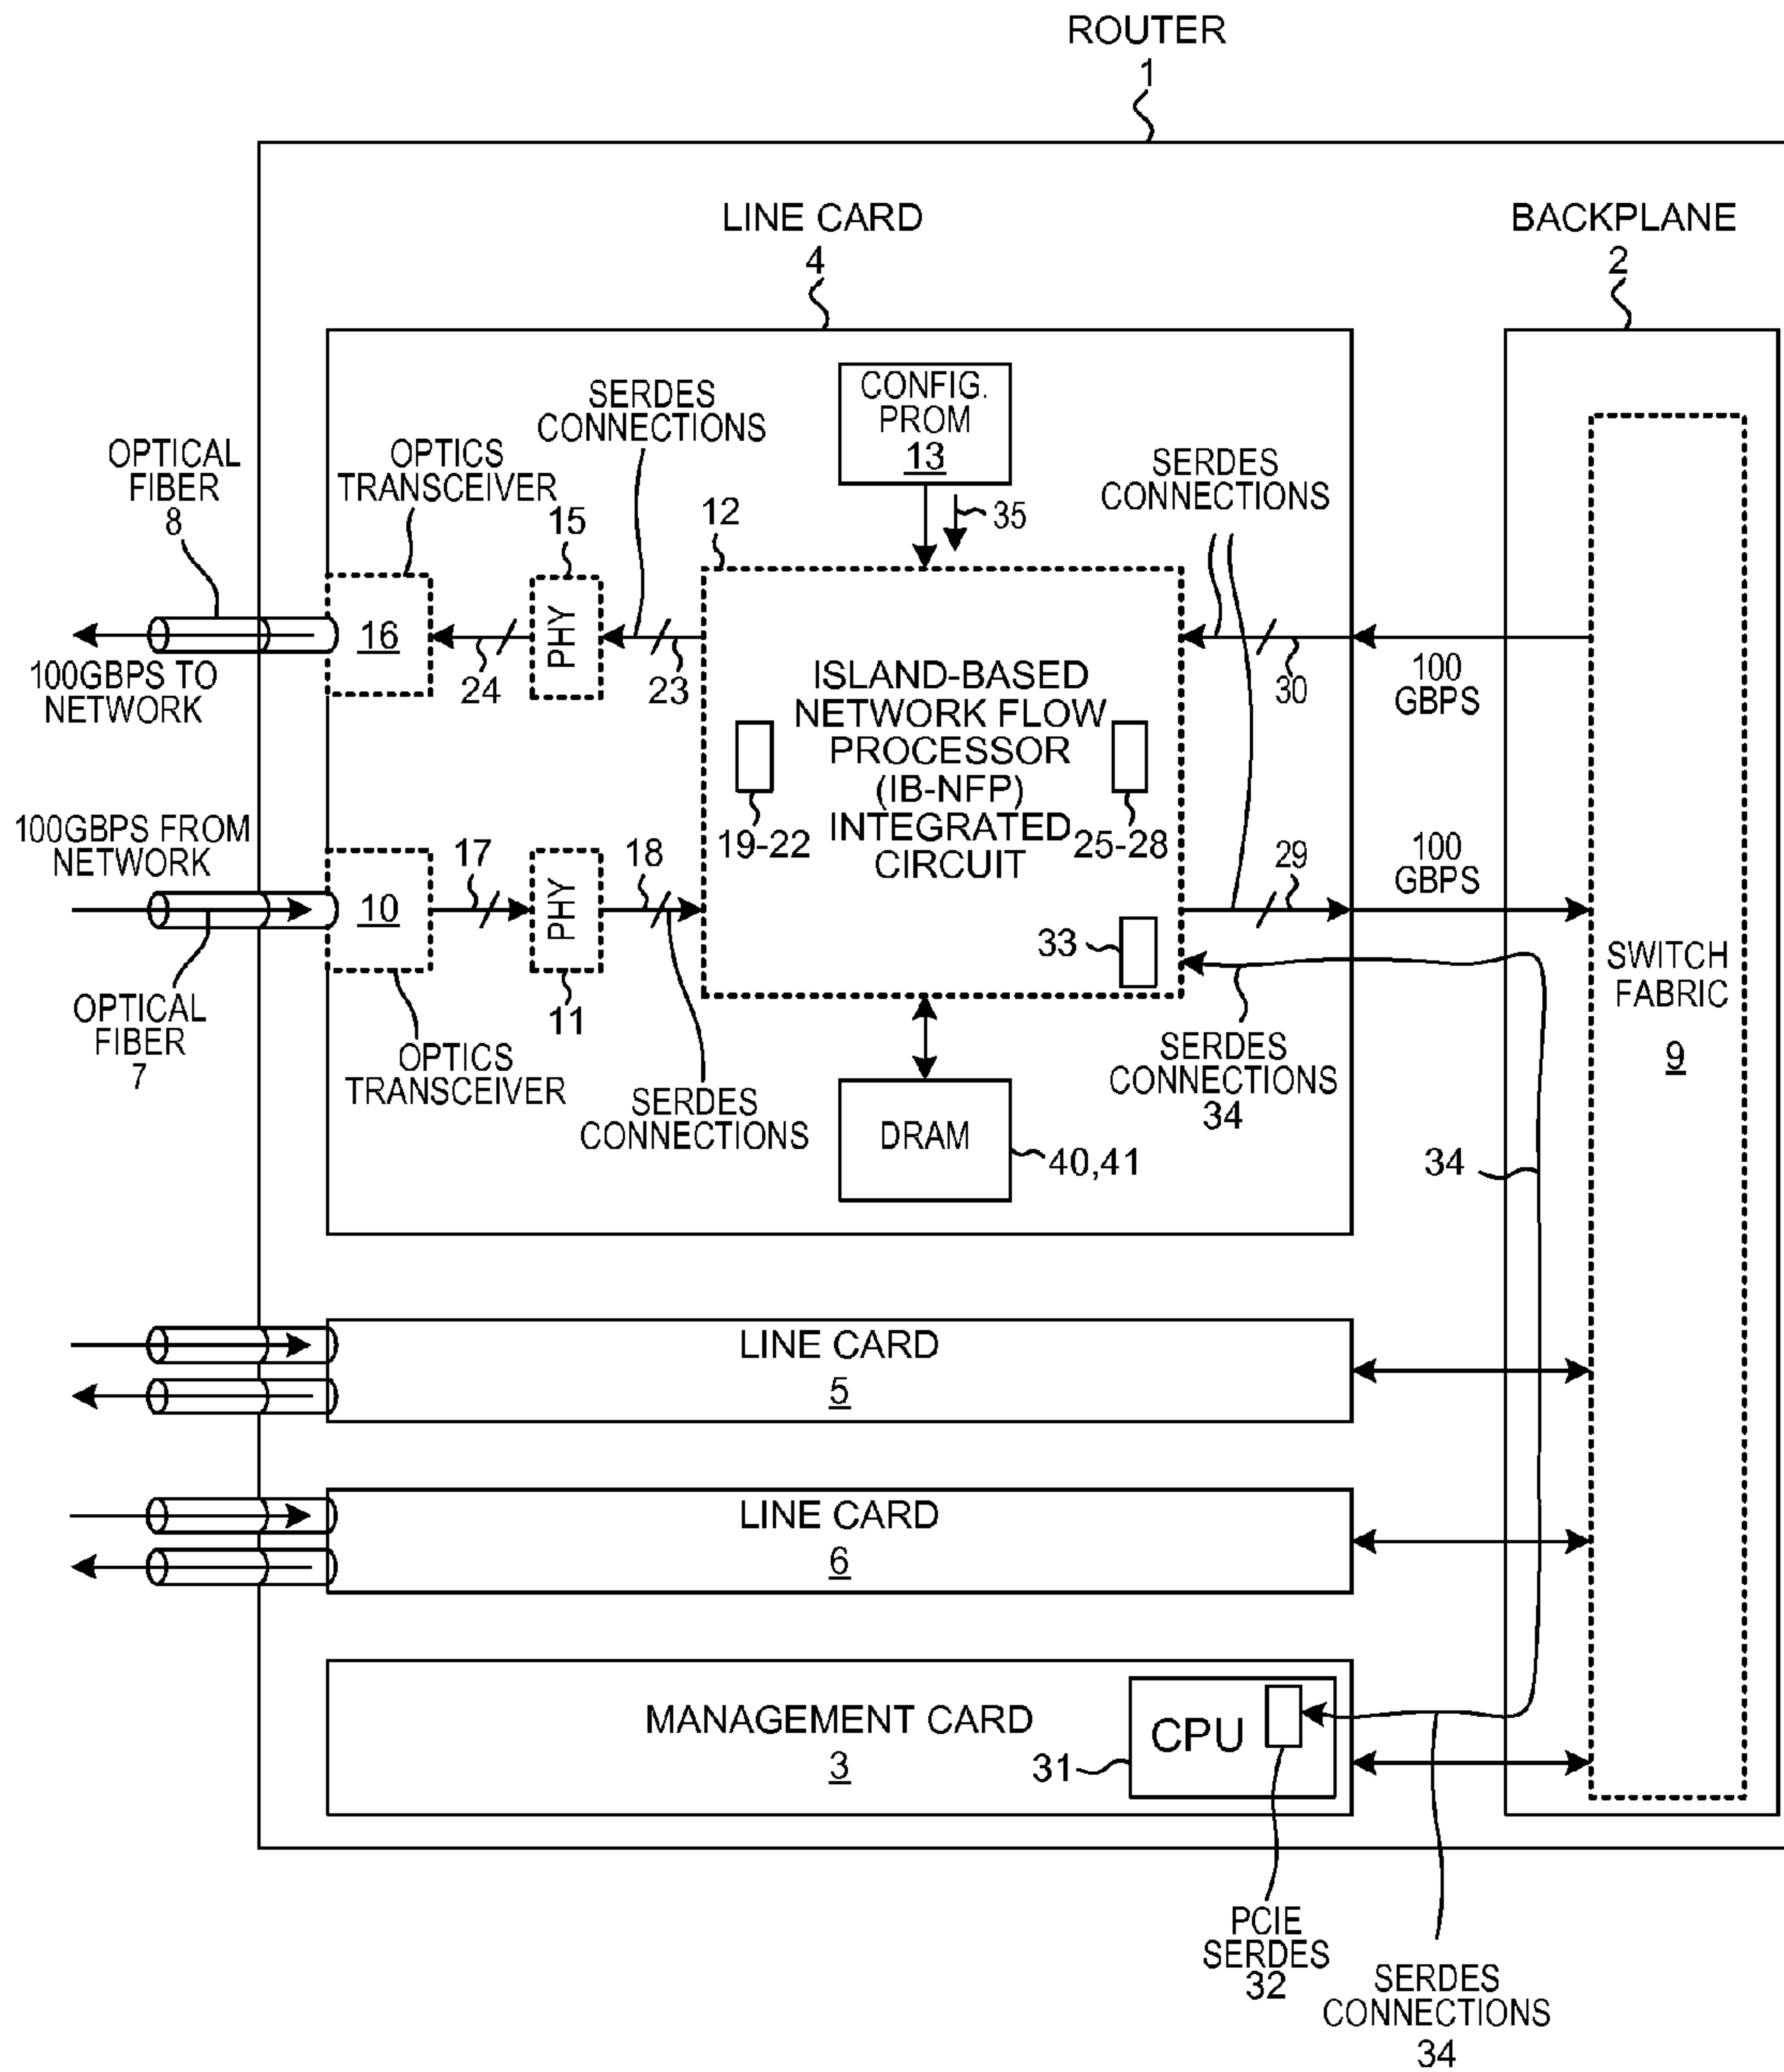 ROUTER
1
LINE CARD
4
BACKPLANE
2
OPTICAL
FIBER
8
OPTICS
TRANSCEIVER
SERDES
CONNECTIONS
CONFIG.
PROM
13
35
SERDES
CONNECTIONS
15
12
16
24
PHY
23
100GBPS TO
NETWORK
30
100
GBPS
ISLAND-BASED
NETWORK FLOW
PROCESSOR
(IB-NFP)
INTEGRATED
CIRCUIT
19-22
25-28
100GBPS FROM
NETWORK
10
17
PHY
11
18
29
100
GBPS
33
OPTICAL
FIBER
7
OPTICS
TRANSCEIVER
SERDES
CONNECTIONS
DRAM
40,41
SERDES
CONNECTIONS
34
34
SWITCH
FABRIC
9
LINE CARD
5
LINE CARD
6
MANAGEMENT CARD
3
31
CPU
PCIE
SERDES
32
SERDES
CONNECTIONS
34